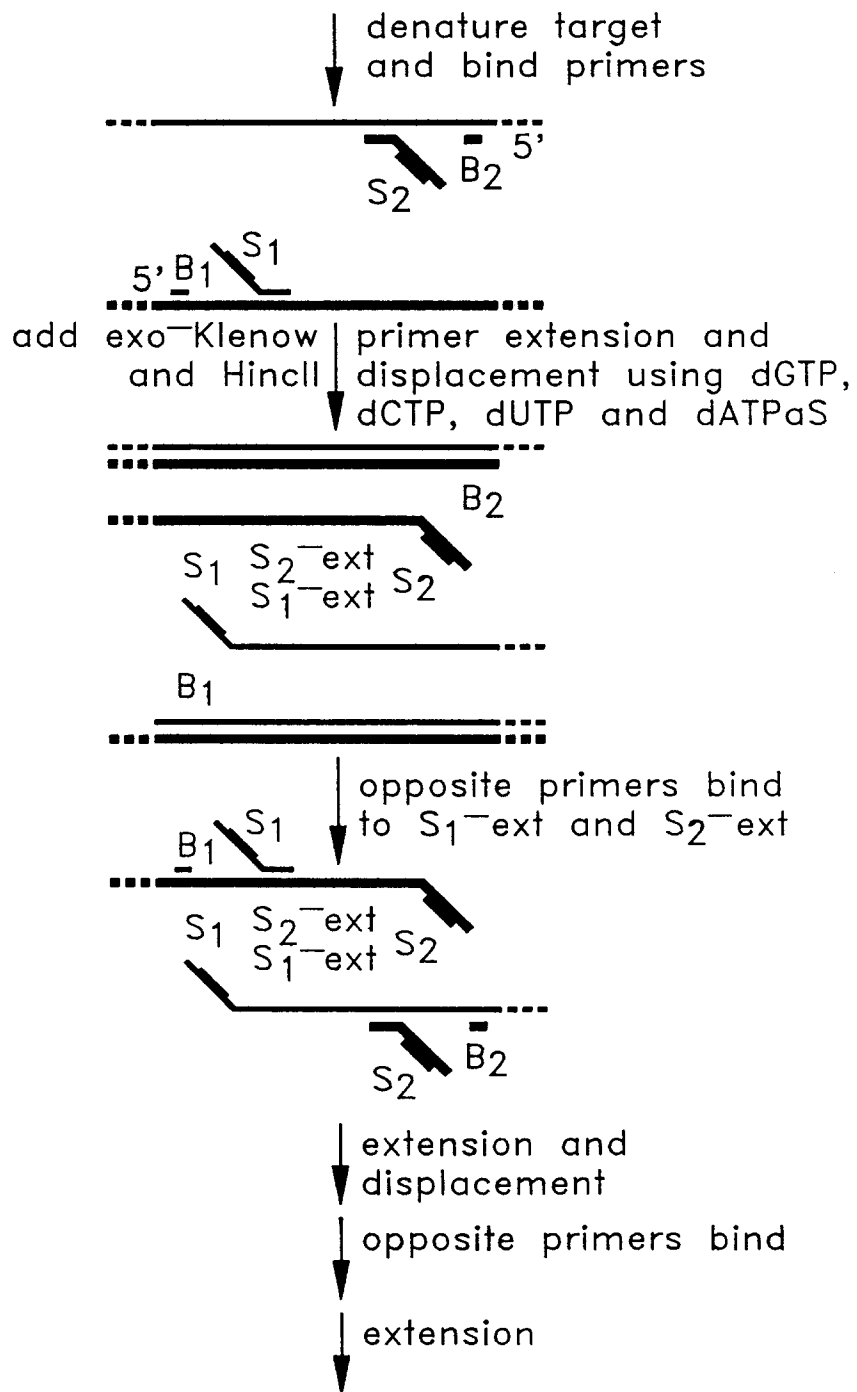 denature target
and bind primers
5'
S2
B2
S1
5' B1
add exo⁻Klenow
and HincII
primer extension and
displacement using dGTP,
dCTP, dUTP and dATPaS
B2
S1 S2⁻ext
S1⁻ext S2
B1
opposite primers bind
to S1⁻ext and S2⁻ext
S1
B1
S1 S2⁻ext
S1⁻ext S2
S2
B2
extension and
displacement
opposite primers bind
extension